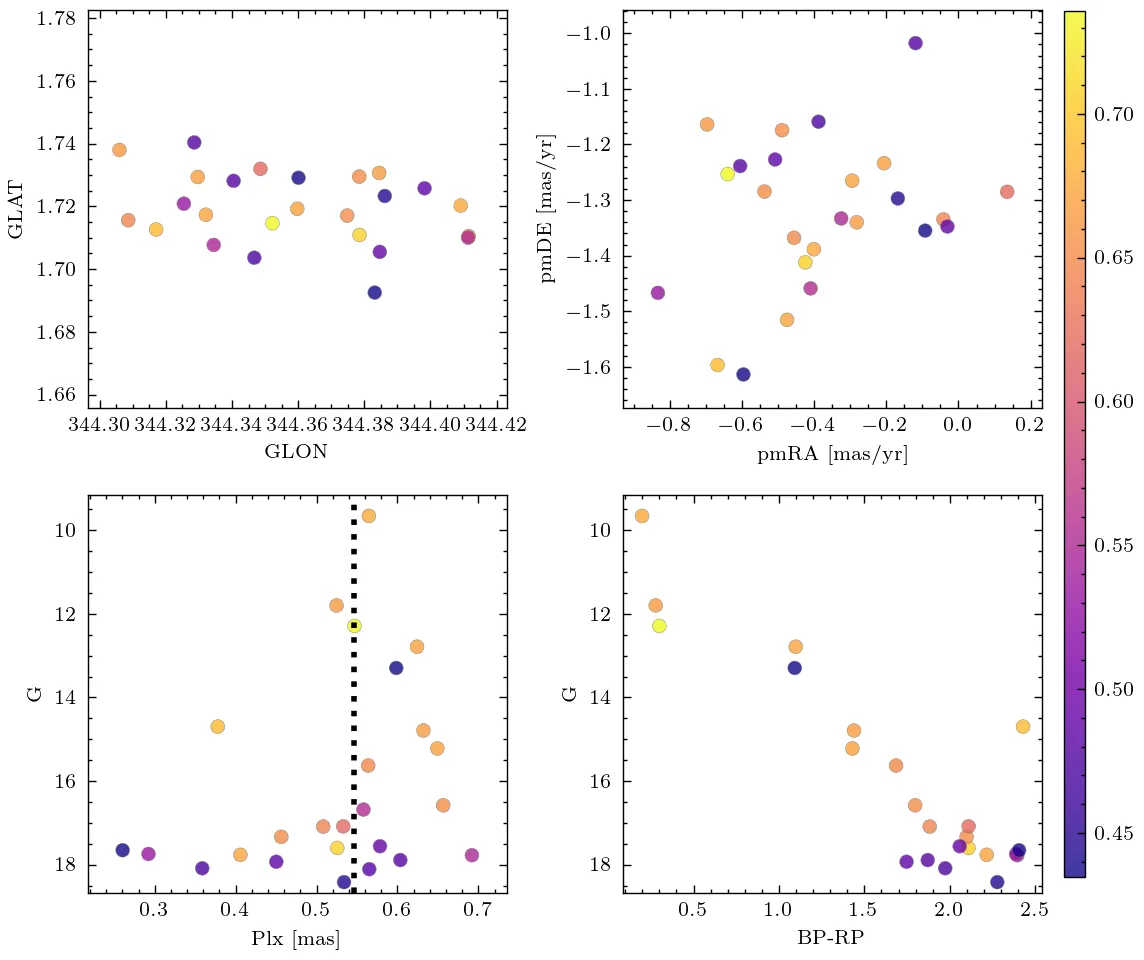 1.78
1.76
1.74
1.72
1.70
1.68
1.66
GLAT
344.30 344.32 344.34 344.36 344.38 344.40 344.42
GLON
−1.0
−1.1
−1.2
−1.3
−1.4
−1.5
−1.6
pmDE [mas/yr]
−0.8 −0.6 −0.4 −0.2 0.0 0.2
pmRA [mas/yr]
10
12
14
16
18
G
0.3 0.4 0.5 0.6 0.7
Plx [mas]
10
12
14
16
18
G
0.5 1.0 1.5 2.0 2.5
BP-RP
0.70
0.65
0.60
0.55
0.50
0.45